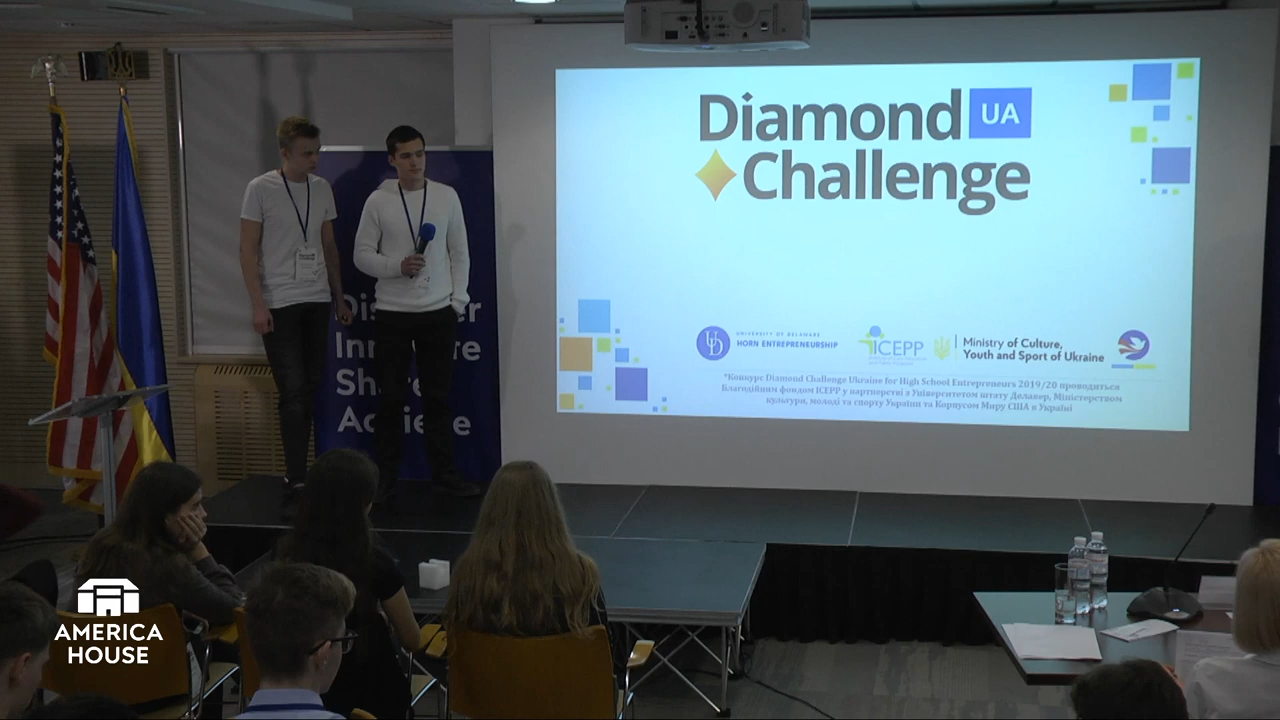 Diamond UA
Challenge
UNIVERSITY OF DELAWARE
HORN ENTREPRENEURSHIP
UD
ICEPP
Ministry of Culture,
Youth and Sport of Ukraine
*Конкурс Diamond Challenge Ukraine for High School Entrepreneurs 2019/20 проводиться
Благодійним фондом ICEPP у партнерстві з Університетом штату Делавер, Міністерством
культури, молоді та спорту України та Корпусом Миру США в Україні
AMERICA
HOUSE